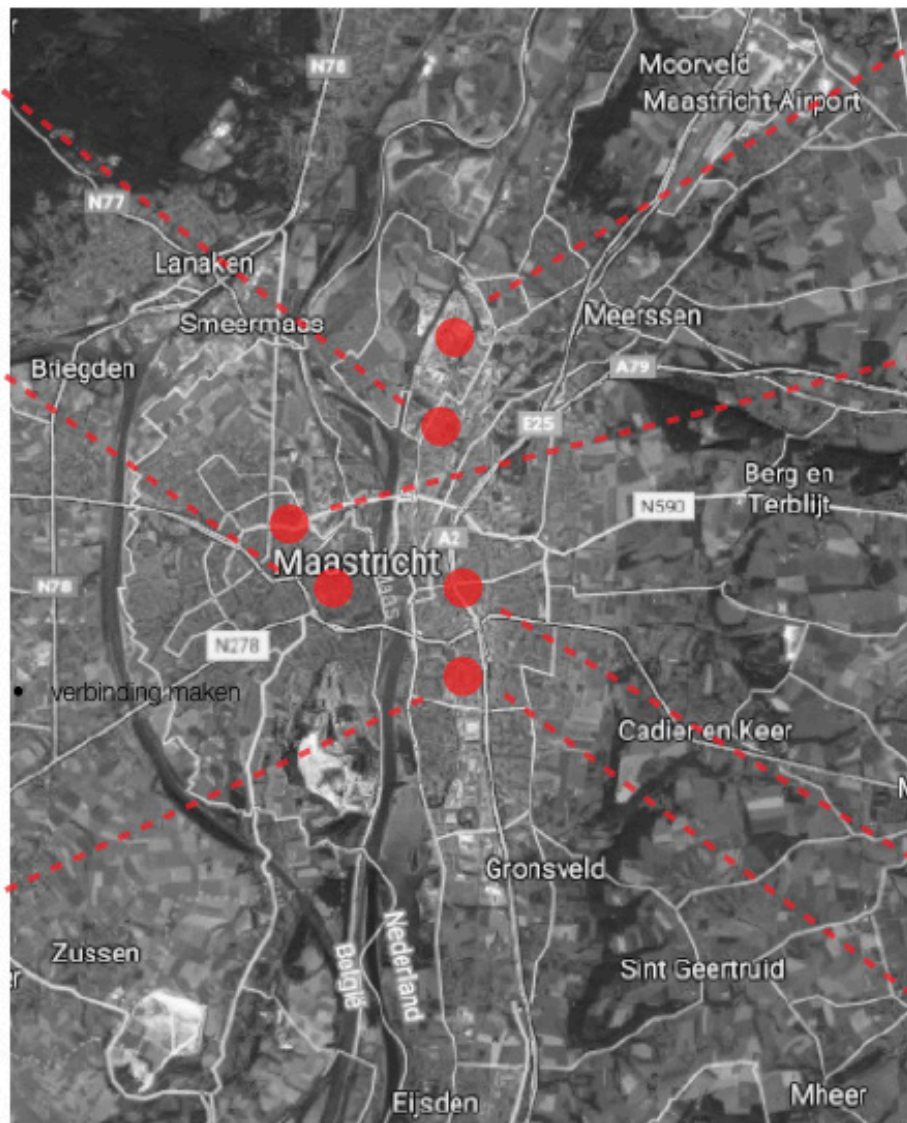 N78
Moorveld
Maastricht-Airport
N77
Lanaken
Smeermaas
Meerssen
Briegden
A79
E25
Berg en
Terblijt
N590
A2
Maastricht
Maas
N78
N278
• verbinding maken
Cadier en Keer
M
Gronsveld
Nederland
België
Zussen
Sint Geertruid
Mheer
Eijsden